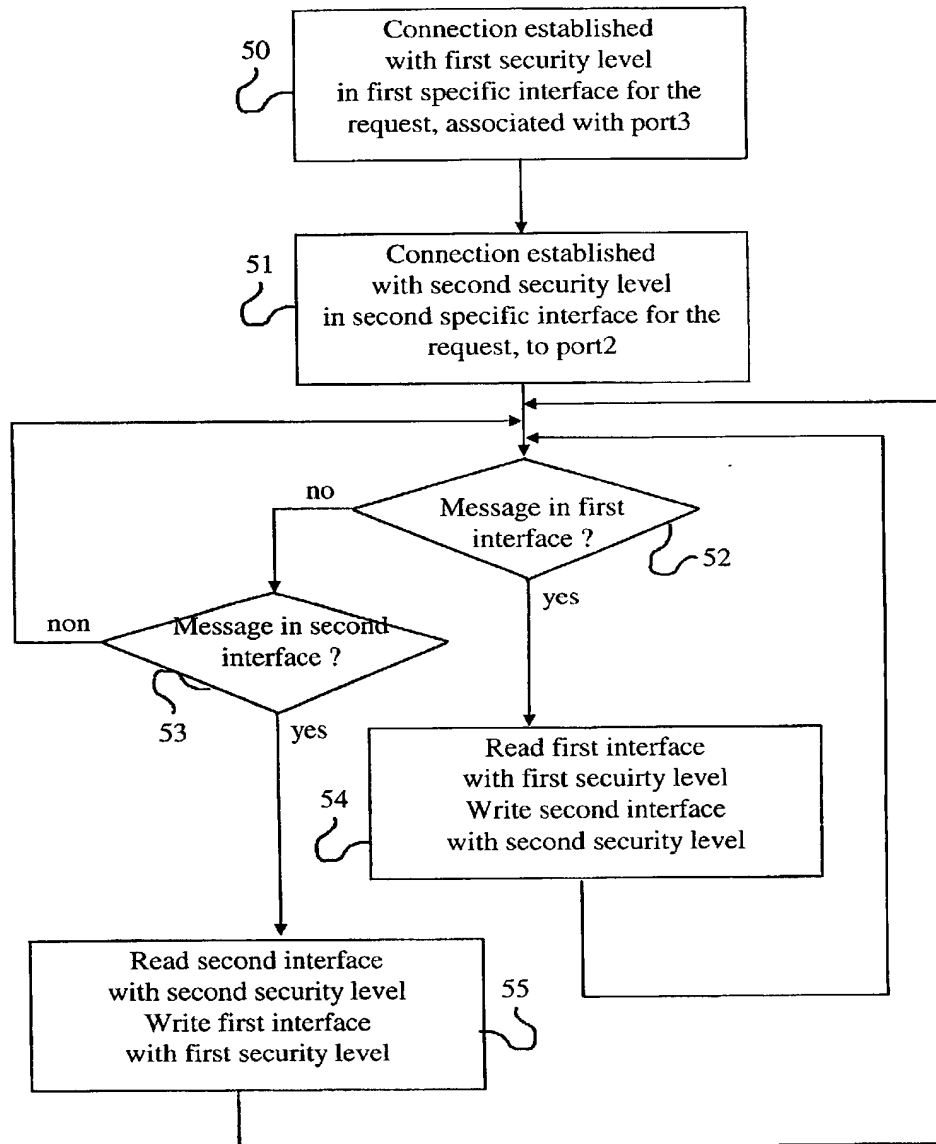 Connection established
with first security level
in first specific interface for the
request, associated with port3
50
Connection established
with second security level
in second specific interface for the
request, to port2
51
Message in first
interface ?
no
52
yes
Message in second
interface ?
non
53
yes
Read first interface
with first secuirty level
Write second interface
with second security level
54
Read second interface
with second security level
Write first interface
with first security level
55